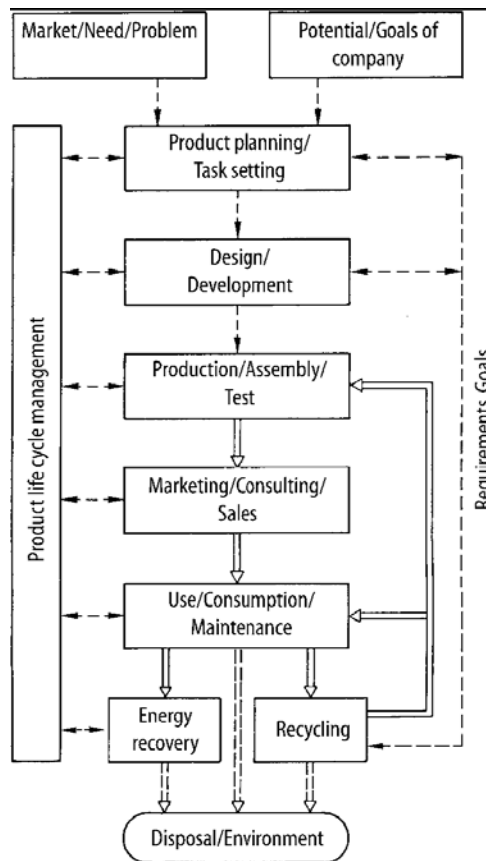 Market/Need/Problem
Potential/Goals of
company
Product planning/
Task setting
Design/
Development
Production/Assembly/
Test
Marketing/Consulting/
Sales
Use/Consumption/
Maintenance
Energy
recovery
Recycling
Disposal/Environment
Product life cycle management
Requirements, Goals